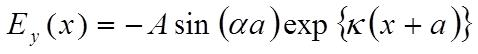 E_y(x) = −A sin (αa) exp {κ(x + a)}